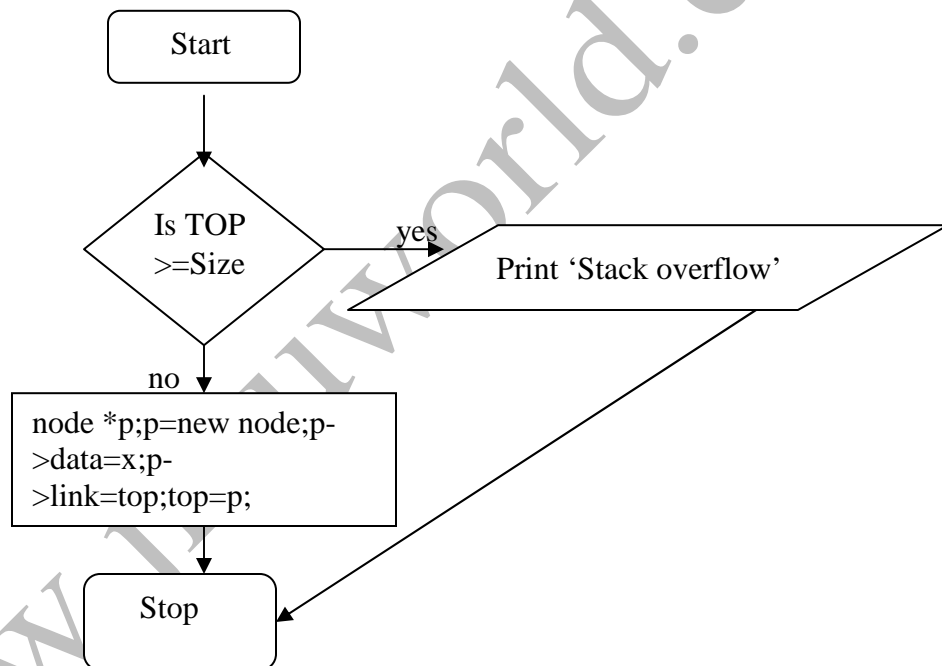 Start
Is TOP
>=Size
yes
Print ‘Stack overflow’
no
node *p;p=new node;p-
>data=x;p-
>link=top;top=p;
Stop